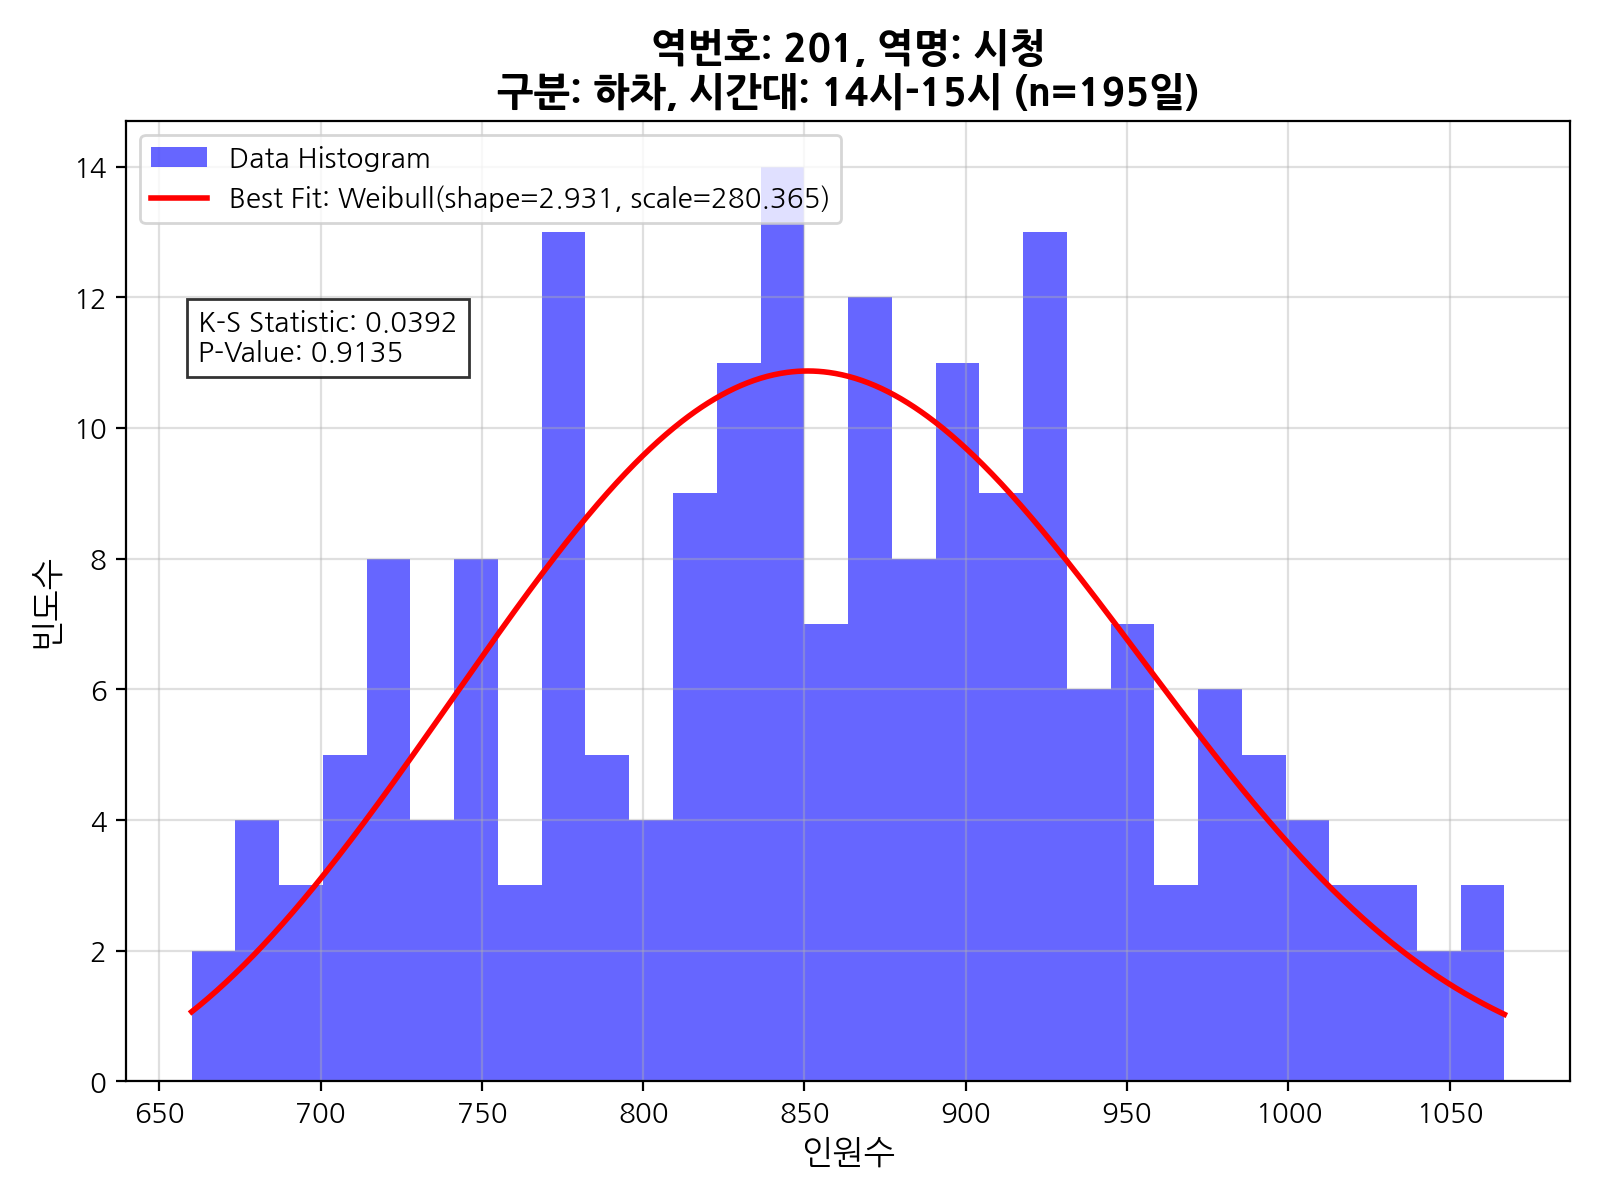 역번호: 201, 역명: 시청
구분: 하차, 시간대: 14시-15시 (n=195일)
Data Histogram
Best Fit: Weibull(shape=2.931, scale=280.365)
K-S Statistic: 0.0392
P-Value: 0.9135
빈도수
14
12
10
8
6
4
2
0
650 700 750 800 850 900 950 1000 1050
인원수